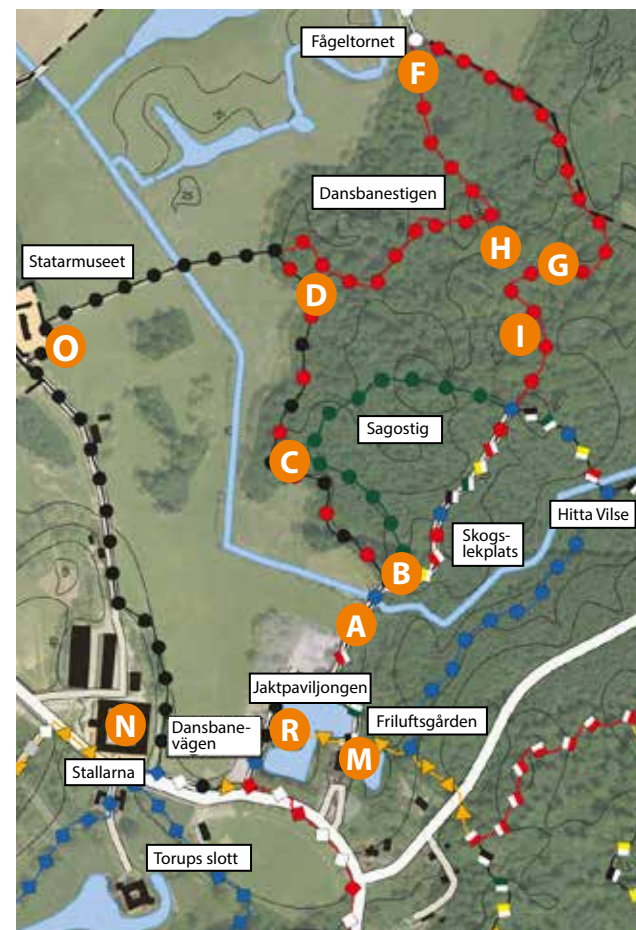 Fågeltornet
F
Dansbanestigen
H
G
Statarmuseet
D
O
I
Sagostig
C
Hitta Vilse
Skogs-
lekplats
B
A
Jaktpaviljongen
N
Dansbane-
vägen
R
Friluftsgården
M
Stallarna
Torups slott